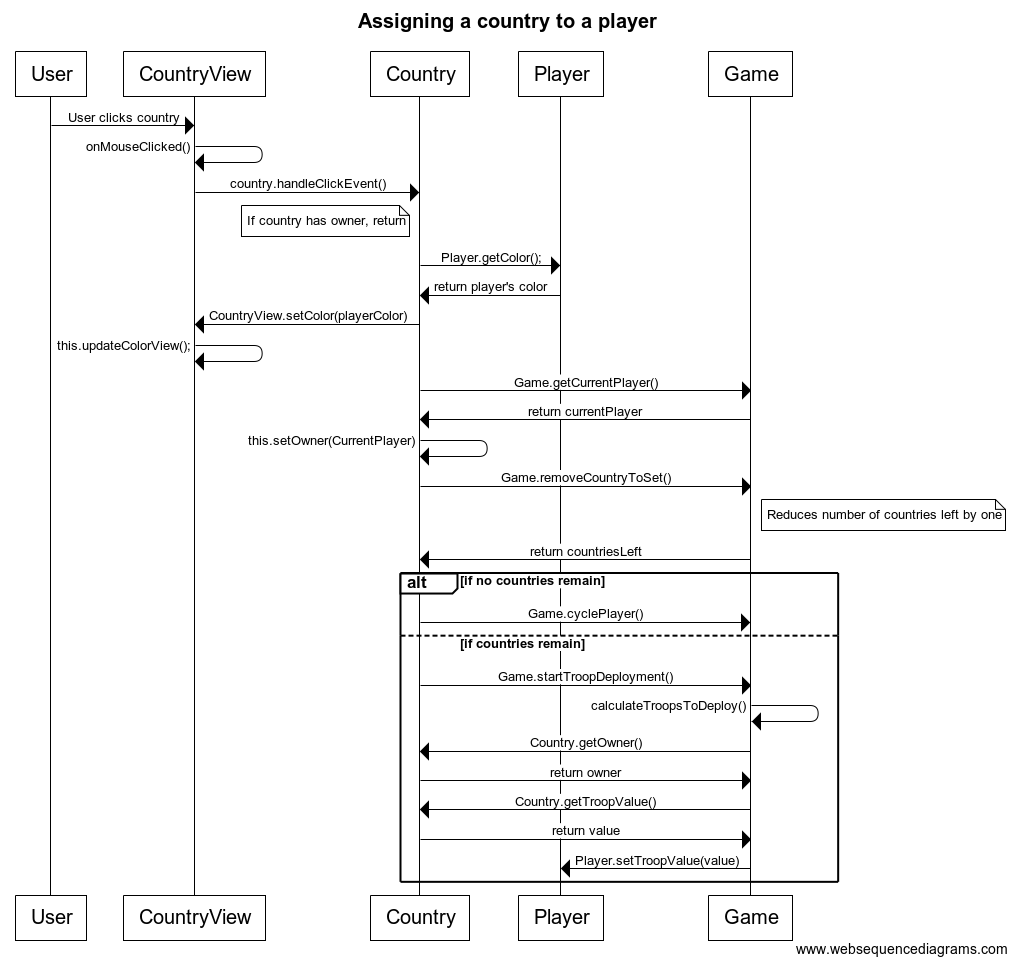 Assigning a country to a player
User
CountryView
Country
Player
Game
User clicks country
onMouseClicked()
country.handleClickEvent()
If country has owner, return
Player.getColor();
return player's color
CountryView.setColor(playerColor)
this.updateColorView();
Game.getCurrentPlayer()
return currentPlayer
this.setOwner(CurrentPlayer)
Game.removeCountryToSet()
Reduces number of countries left by one
return countriesLeft
alt
[if no countries remain]
Game.cyclePlayer()
[if countries remain]
Game.startTroopDeployment()
calculateTroopsToDeploy()
Country.getOwner()
return owner
Country.getTroopValue()
return value
Player.setTroopValue(value)
User
CountryView
Country
Player
Game
www.websequencediagrams.com